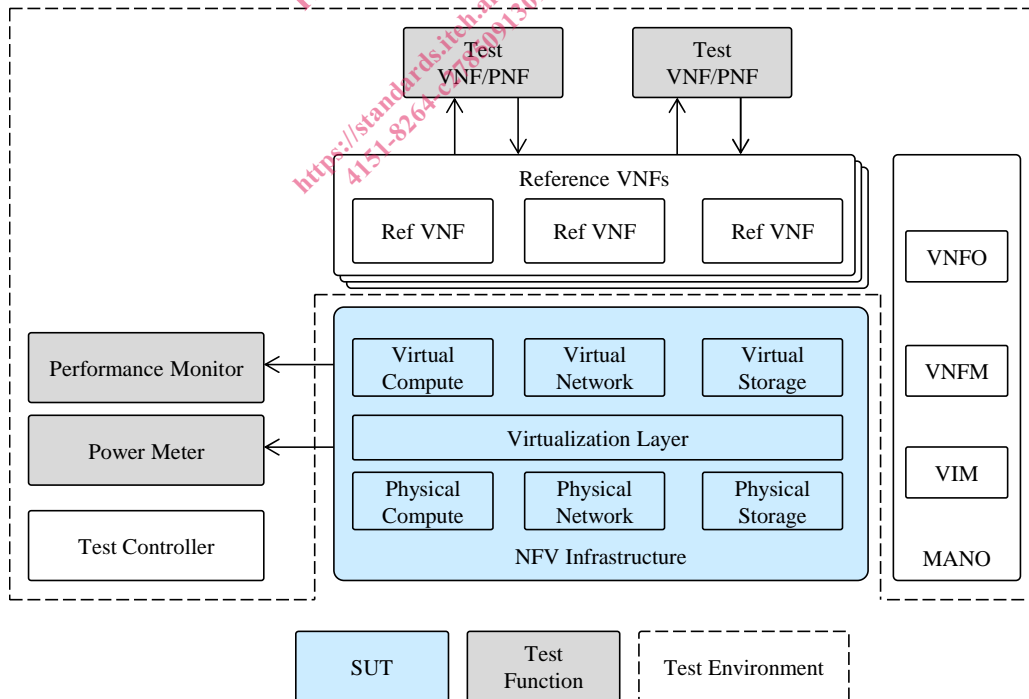 Test
VNF/PNF
Test
VNF/PNF
Reference VNFs
Ref VNF
Ref VNF
Ref VNF
VNFO
VNFM
VIM
MANO
Performance Monitor
Power Meter
Test Controller
Virtual
Compute
Virtual
Network
Virtual
Storage
Virtualization Layer
Physical
Compute
Physical
Network
Physical
Storage
NFV Infrastructure
SUT
Test
Function
Test Environment